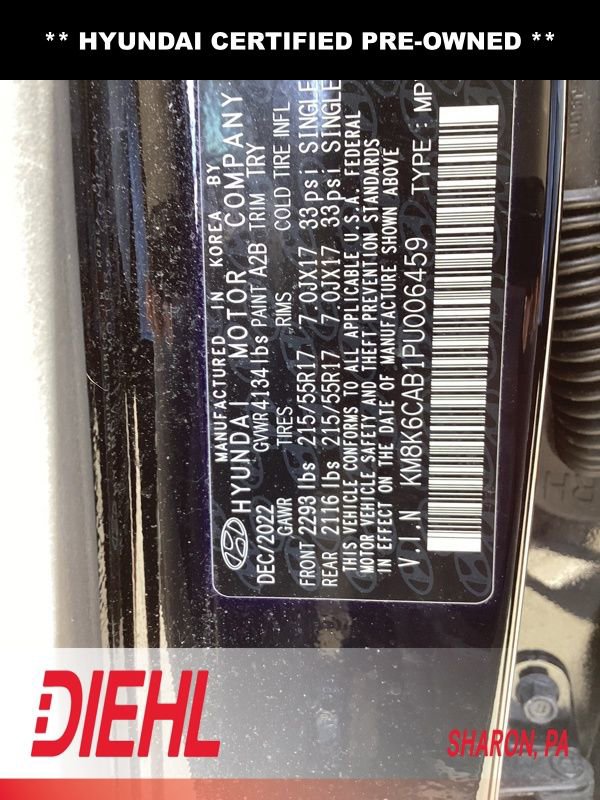 ** HYUNDAI CERTIFIED PRE-OWNED **
MANUFACTURED IN KOREA BY
HYUNDAI MOTOR COMPANY
DEC/2022 GVWR 4134 lbs PAINT A2B TRIM TRY
GAWR TIRES RIMS COLD TIRE INFL
FRONT 2293 lbs 215/55R17 7.0JX17 33psi SINGLE
REAR 2116 lbs 215/55R17 7.0JX17 33psi SINGLE
THIS VEHICLE CONFORMS TO ALL APPLICABLE U.S.A. FEDERAL
MOTOR VEHICLE SAFETY AND THEFT PREVENTION STANDARDS
IN EFFECT ON THE DATE OF MANUFACTURE SHOWN ABOVE
V.I.N KM8K6CAB1PU006459 TYPE: MP
RH
DIEHL
SHARON, PA